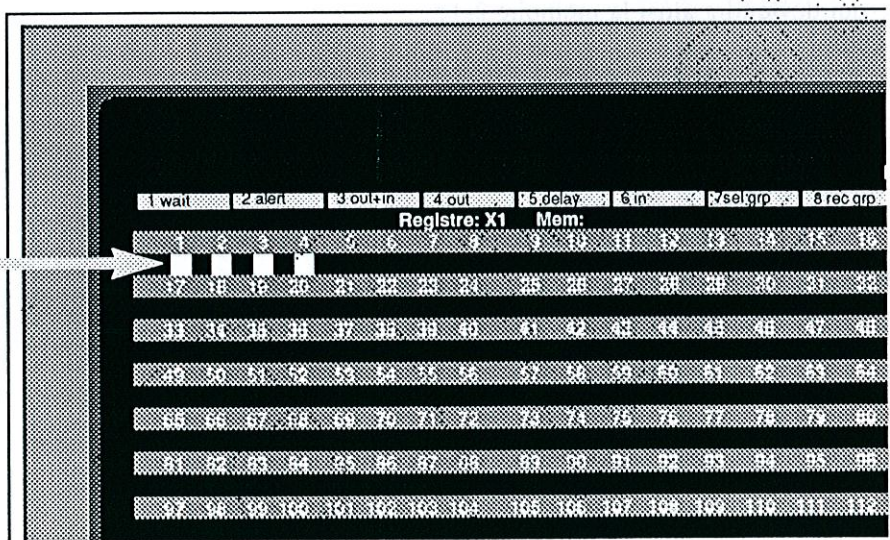 1 wait 2 alert 3 out+in 4 out 5 delay 6 in 7 sel grp 8 rec grp
Registre: X1 Mem:
1 2 3 4 5 6 7 8 9 10 11 12 13 14 15 16
17 18 19 20 21 22 23 24 25 26 27 28 29 30 31 32
33 34 35 36 37 38 39 40 41 42 43 44 45 46 47 48
49 50 51 52 53 54 55 56 57 58 59 60 61 62 63 64
65 66 67 68 69 70 71 72 73 74 75 76 77 78 79 80
81 82 83 84 85 86 87 88 89 90 91 92 93 94 95 96
97 98 99 100 101 102 103 104 105 106 107 108 109 110 111 112